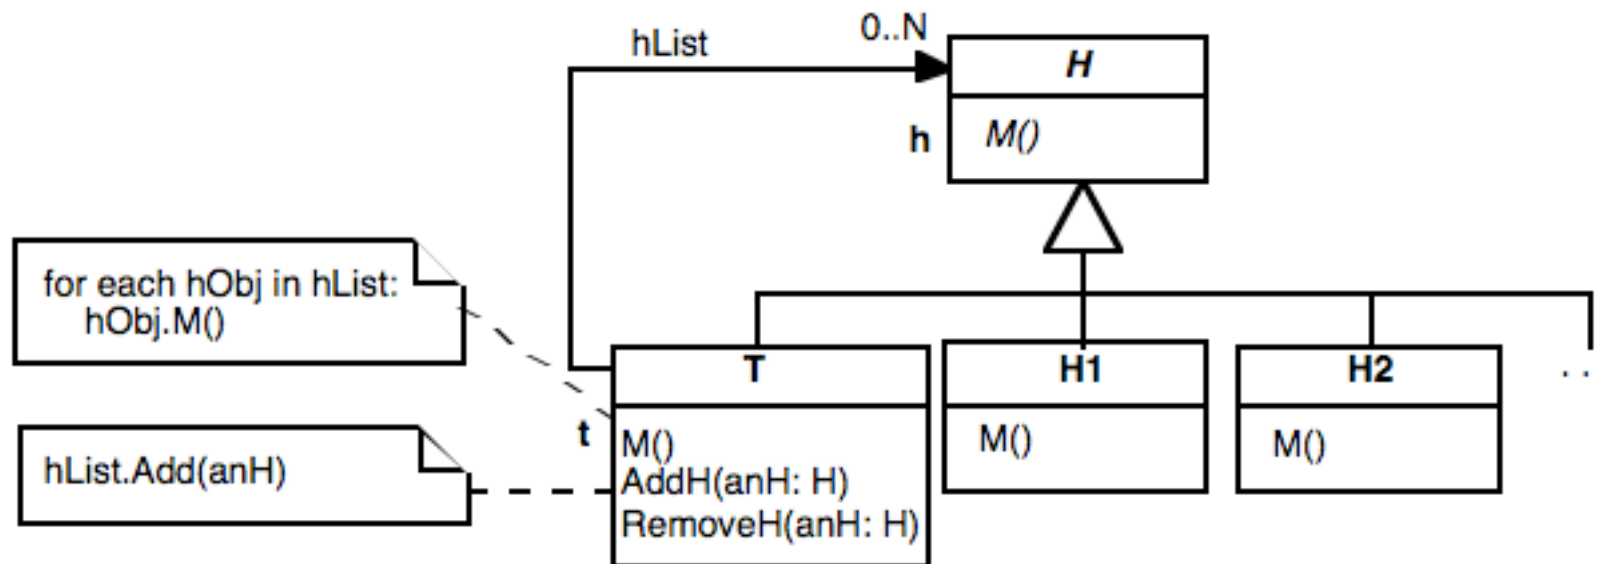 hList
0..N
H
h
M()
for each hObj in hList:
hObj.M()
T
H1
H2
. .
t
M()
M()
M()
hList.Add(anH)
AddH(anH: H)
RemoveH(anH: H)